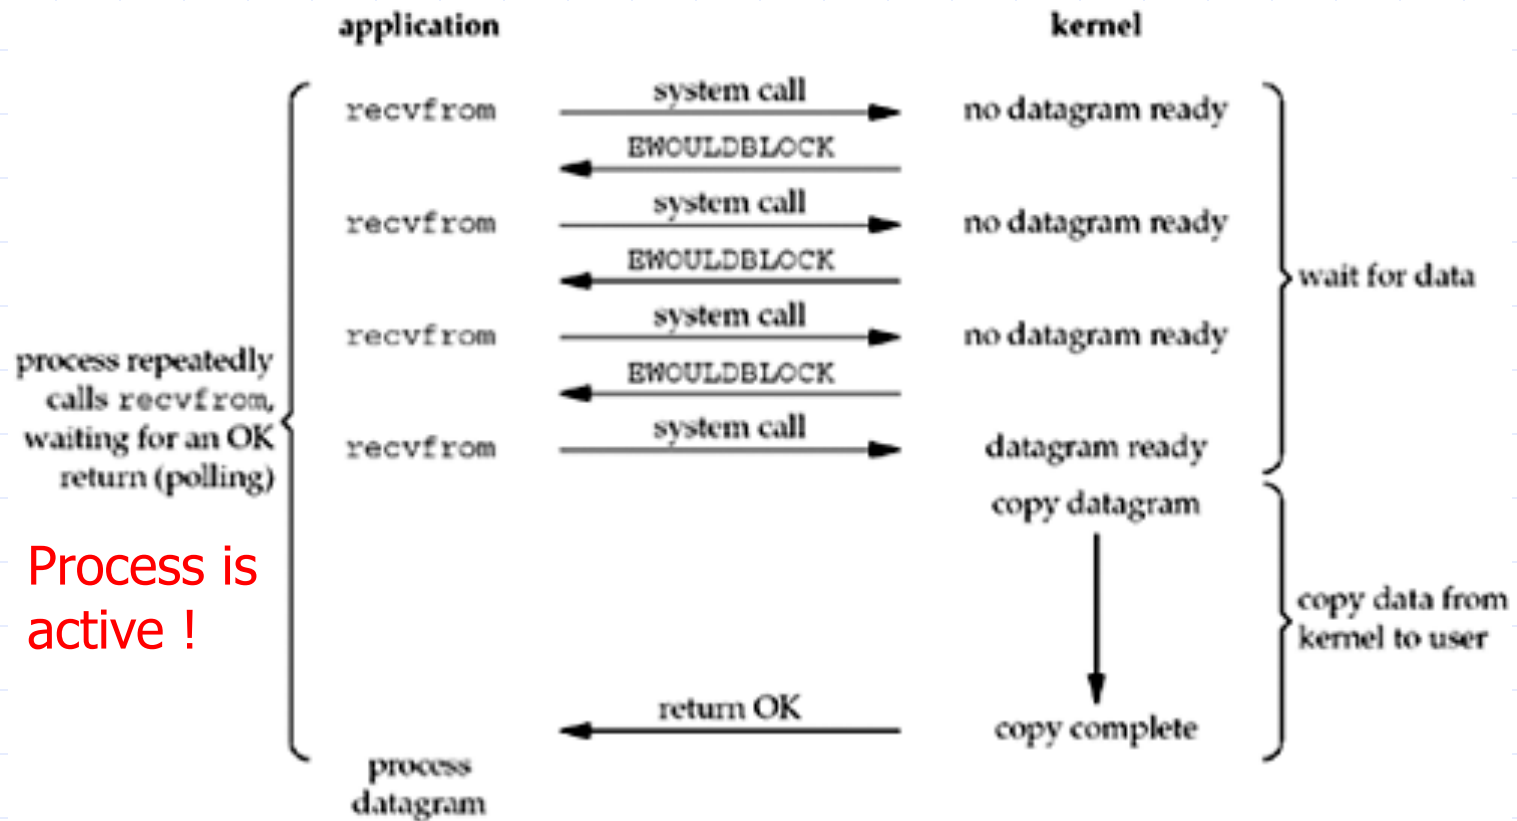 application
kernel
recvfrom
system call
no datagram ready
EWOULDBLOCK
recvfrom
system call
no datagram ready
EWOULDBLOCK
wait for data
recvfrom
system call
no datagram ready
EWOULDBLOCK
process repeatedly
calls recvfrom,
waiting for an OK
return (polling)
recvfrom
system call
datagram ready
copy datagram
Process is
active !
copy data from
kernel to user
return OK
copy complete
process
datagram